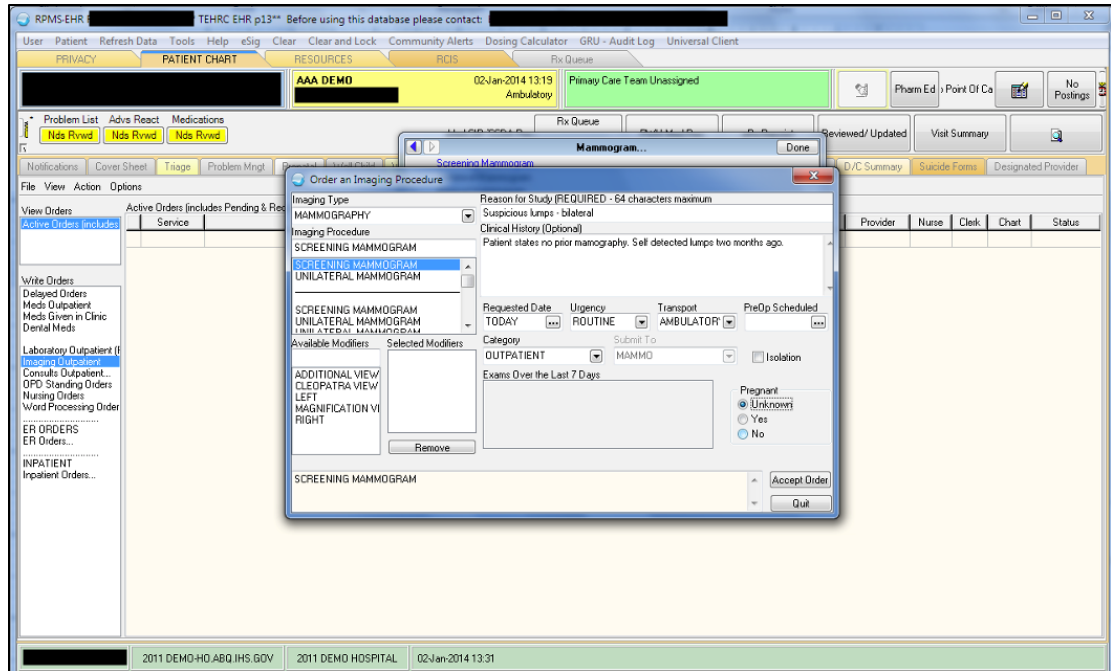 RPMS-EHR TEHRC EHR p13** Before using this database please contact:
User Patient Refresh Data Tools Help eSig Clear Clear and Lock Community Alerts Dosing Calculator GRU - Audit Log Universal Client
PRIVACY PATIENT CHART RESOURCES RCIS Rx Queue
AAA DEMO 02-Jan-2014 13:19 Primary Care Team Unassigned
Ambulatory
Pharm Ed Point Of Ca No Postings
Problem List Advs React Medications Rx Queue
Nds Rvwd Nds Rvwd Nds Rvwd Reviewed/ Updated Visit Summary
Mammogram... Done
Screening Mammogram
Notifications Cover Sheet Triage Problem Mngt D/C Summary Suicide Forms Designated Provider
File View Action Options
View Orders Active Orders (includes Pending & Rec
Active Orders (includes Service Provider Nurse Clerk Chart Status
Write Orders
Delayed Orders
Meds Outpatient
Meds Given in Clinic
Dental Meds
Laboratory Outpatient (I
Imaging Outpatient
Consults Outpatient...
OPD Standing Orders
Nursing Orders
Word Processing Order
ER ORDERS
ER Orders...
INPATIENT
Inpatient Orders...
Order an Imaging Procedure
Imaging Type
MAMMOGRAPHY
Imaging Procedure
SCREENING MAMMOGRAM
SCREENING MAMMOGRAM
UNILATERAL MAMMOGRAM
SCREENING MAMMOGRAM
UNILATERAL MAMMOGRAM
UNILATERAL MAMMOGRAM
Available Modifiers Selected Modifiers
ADDITIONAL VIEW
CLEOPATRA VIEW
LEFT
MAGNIFICATION VI
RIGHT
Remove
Reason for Study (REQUIRED - 64 characters maximum
Suspicious lumps - bilateral
Clinical History (Optional)
Patient states no prior mamography. Self detected lumps two months ago.
Requested Date Urgency Transport PreOp Scheduled
TODAY ... ROUTINE AMBULATOR' ...
Category Submit To
OUTPATIENT MAMMO Isolation
Exams Over the Last 7 Days
Pregnant
Unknown
Yes
No
SCREENING MAMMOGRAM
Accept Order
Quit
2011 DEMO-HO.ABQ.IHS.GOV 2011 DEMO HOSPITAL 02-Jan-2014 13:31